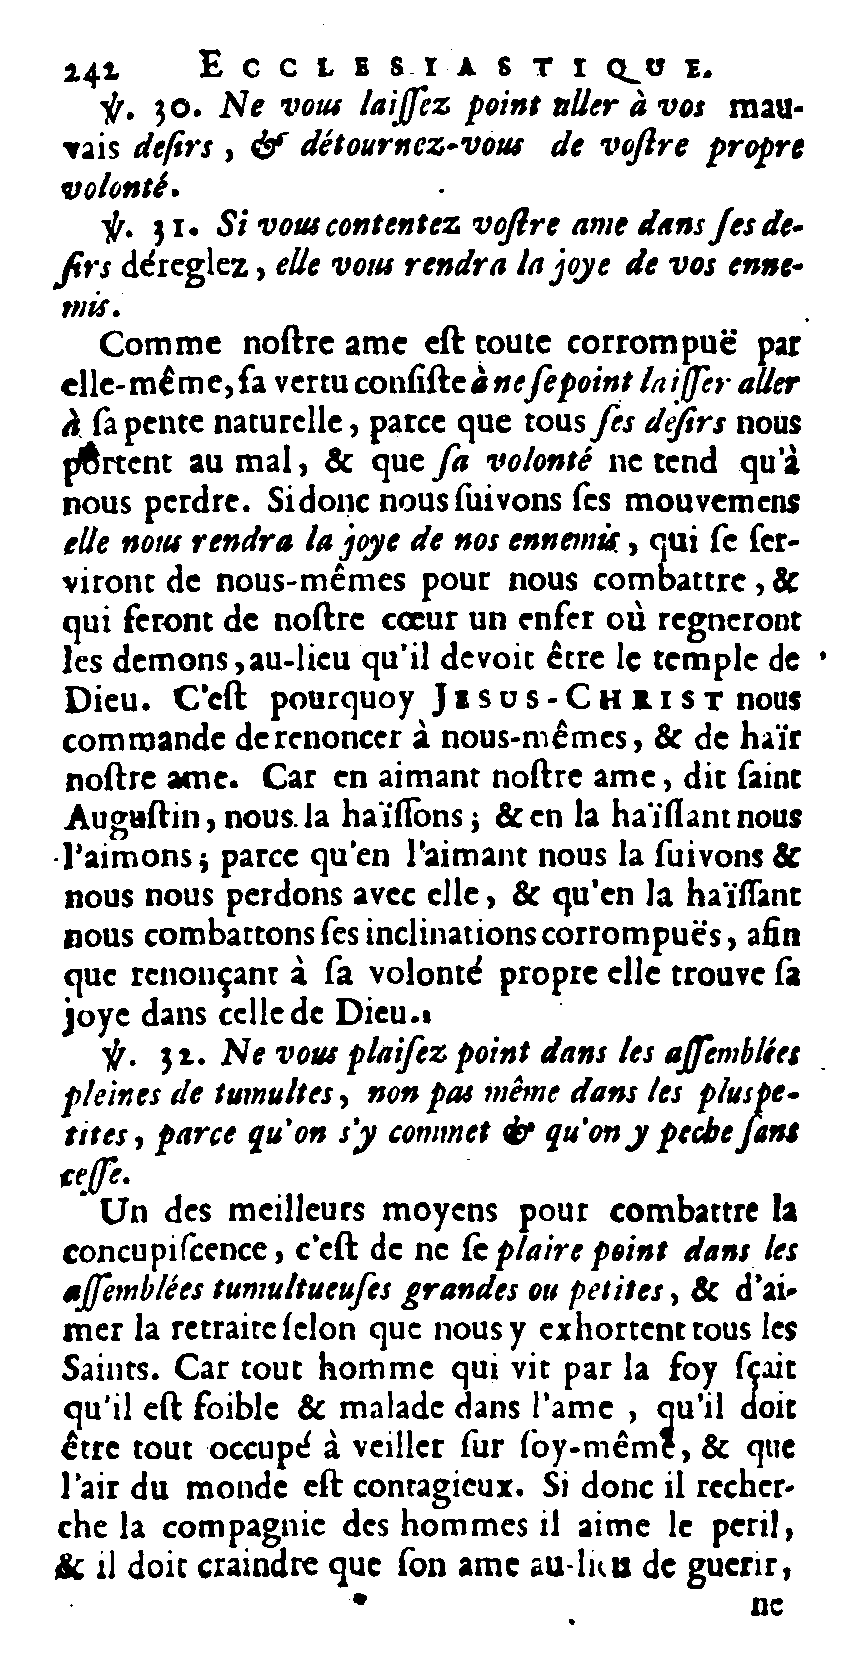 242 ECCLESIASTIQUE.
℣. 30. Ne vous laiſſez point aller à vos mau-
vais deſirs, & détournez-vous de voſtre propre
volonté.
℣. 31. Si vous contentez voſtre ame dans ſes de-
ſirs déreglez, elle vous rendra la joye de vos enne-
mis.
Comme noſtre ame eſt toute corrompuë par
elle-même, ſa vertu conſiſte à ne ſe point laiſſer aller
à ſa pente naturelle, parce que tous ſes deſirs nous
portent au mal, & que ſa volonté ne tend qu'à
nous perdre. Si donc nous ſuivons ſes mouvemens
elle nous rendra la joye de nos ennemis, qui ſe ſer-
viront de nous-mêmes pour nous combattre, &
qui feront de noſtre cœur un enfer où regneront
les demons, au-lieu qu'il devoit être le temple de
Dieu. C'eſt pourquoy JESUS-CHRIST nous
commande de renoncer à nous-mêmes, & de haïr
noſtre ame. Car en aimant noſtre ame, dit ſaint
Auguſtin, nous la haïſſons; & en la haïſſant nous
l'aimons; parce qu'en l'aimant nous la ſuivons &
nous nous perdons avec elle, & qu'en la haïſſant
nous combattons ſes inclinations corrompuës, afin
que renonçant à ſa volonté propre elle trouve ſa
joye dans celle de Dieu.
℣. 32. Ne vous plaiſez point dans les aſſemblées
pleines de tumultes, non pas même dans les plus pe-
tites, parce qu'on s'y commet & qu'on y peche ſans
ceſſe.
Un des meilleurs moyens pour combattre la
concupiſcence, c'eſt de ne ſe plaire point dans les
aſſemblées tumultueuſes grandes ou petites, & d'ai-
mer la retraite ſelon que nous y exhortent tous les
Saints. Car tout homme qui vit par la foy ſçait
qu'il eſt foible & malade dans l'ame, qu'il doit
être tout occupé à veiller ſur ſoy-même, & que
l'air du monde eſt contagieux. Si donc il recher-
che la compagnie des hommes il aime le peril,
& il doit craindre que ſon ame au-lieu de guerir,
ne